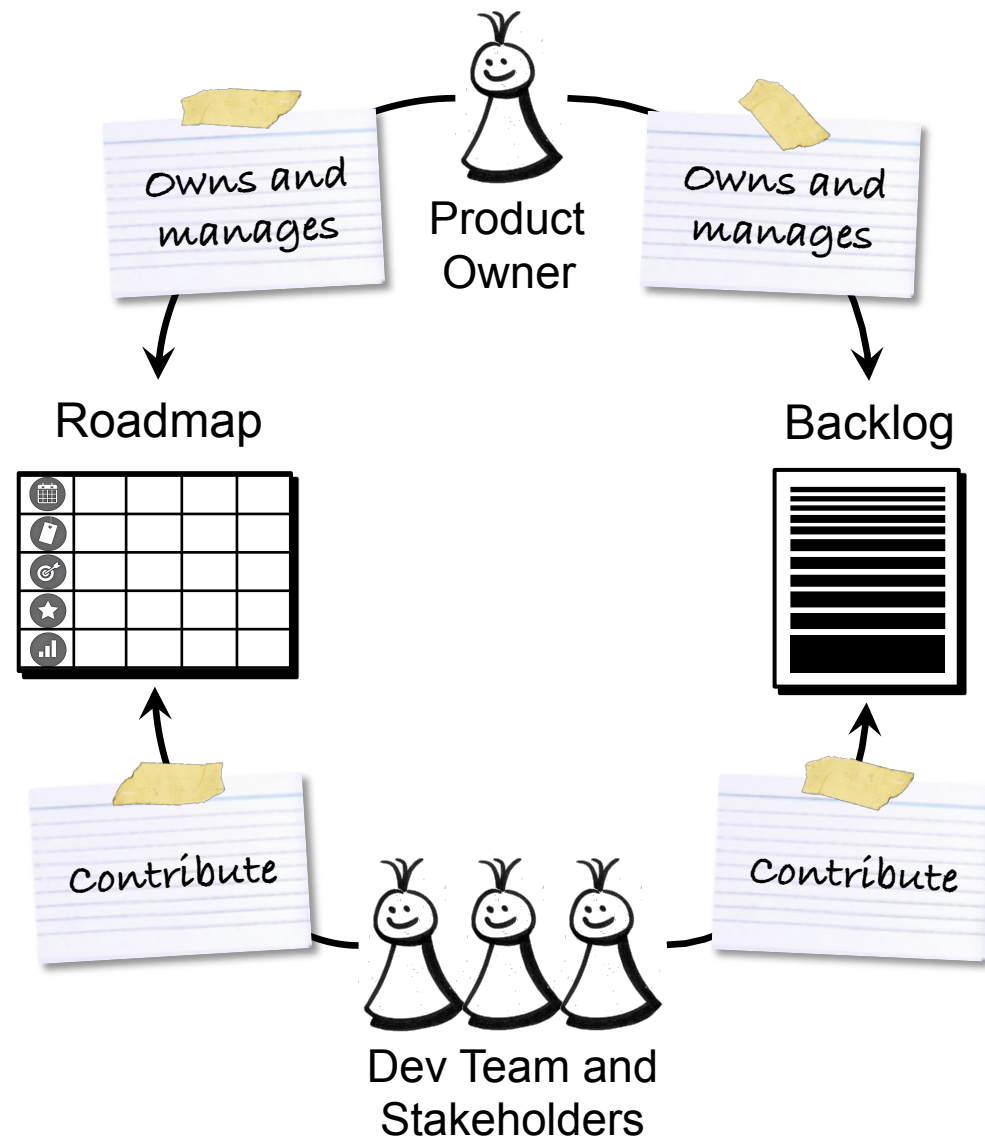 Owns and
manages
Product
Owner
Owns and
manages
Roadmap
Backlog
Contribute
Contribute
Dev Team and
Stakeholders